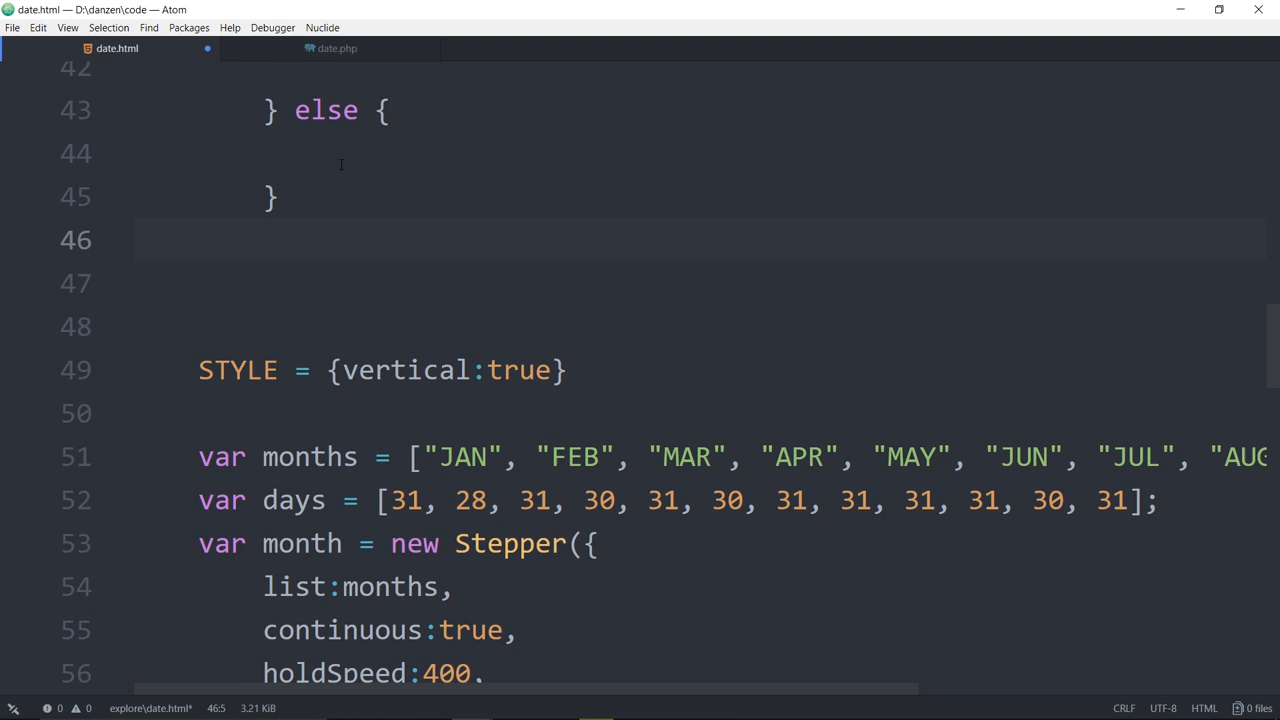 date.html — D:\danzen\code — Atom
File Edit View Selection Find Packages Help Debugger Nuclide
date.html date.php
42
43 } else {
44
45 }
46
47
48
49 STYLE = {vertical:true}
50
51 var months = ["JAN", "FEB", "MAR", "APR", "MAY", "JUN", "JUL", "AUG
52 var days = [31, 28, 31, 30, 31, 30, 31, 31, 31, 31, 30, 31];
53 var month = new Stepper({
54 list:months,
55 continuous:true,
56 holdSpeed:400,
0 0 explore\date.html* 46:5 3.21 KiB CRLF UTF-8 HTML 0 files